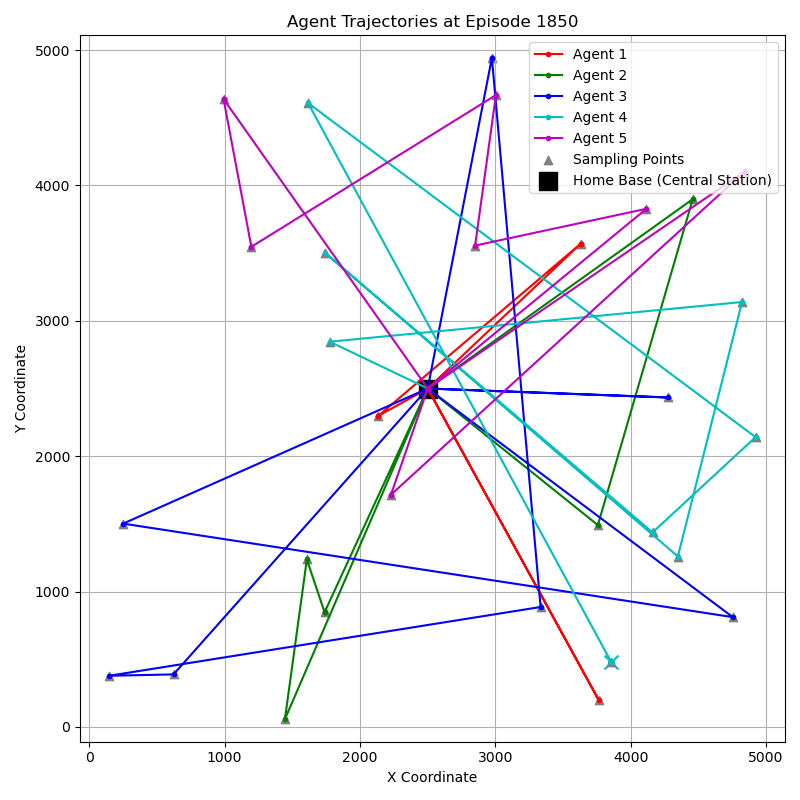 Agent Trajectories at Episode 1850
Y Coordinate
5000
4000
3000
2000
1000
0
Agent 1
Agent 2
Agent 3
Agent 4
Agent 5
Sampling Points
Home Base (Central Station)
0 1000 2000 3000 4000 5000
X Coordinate